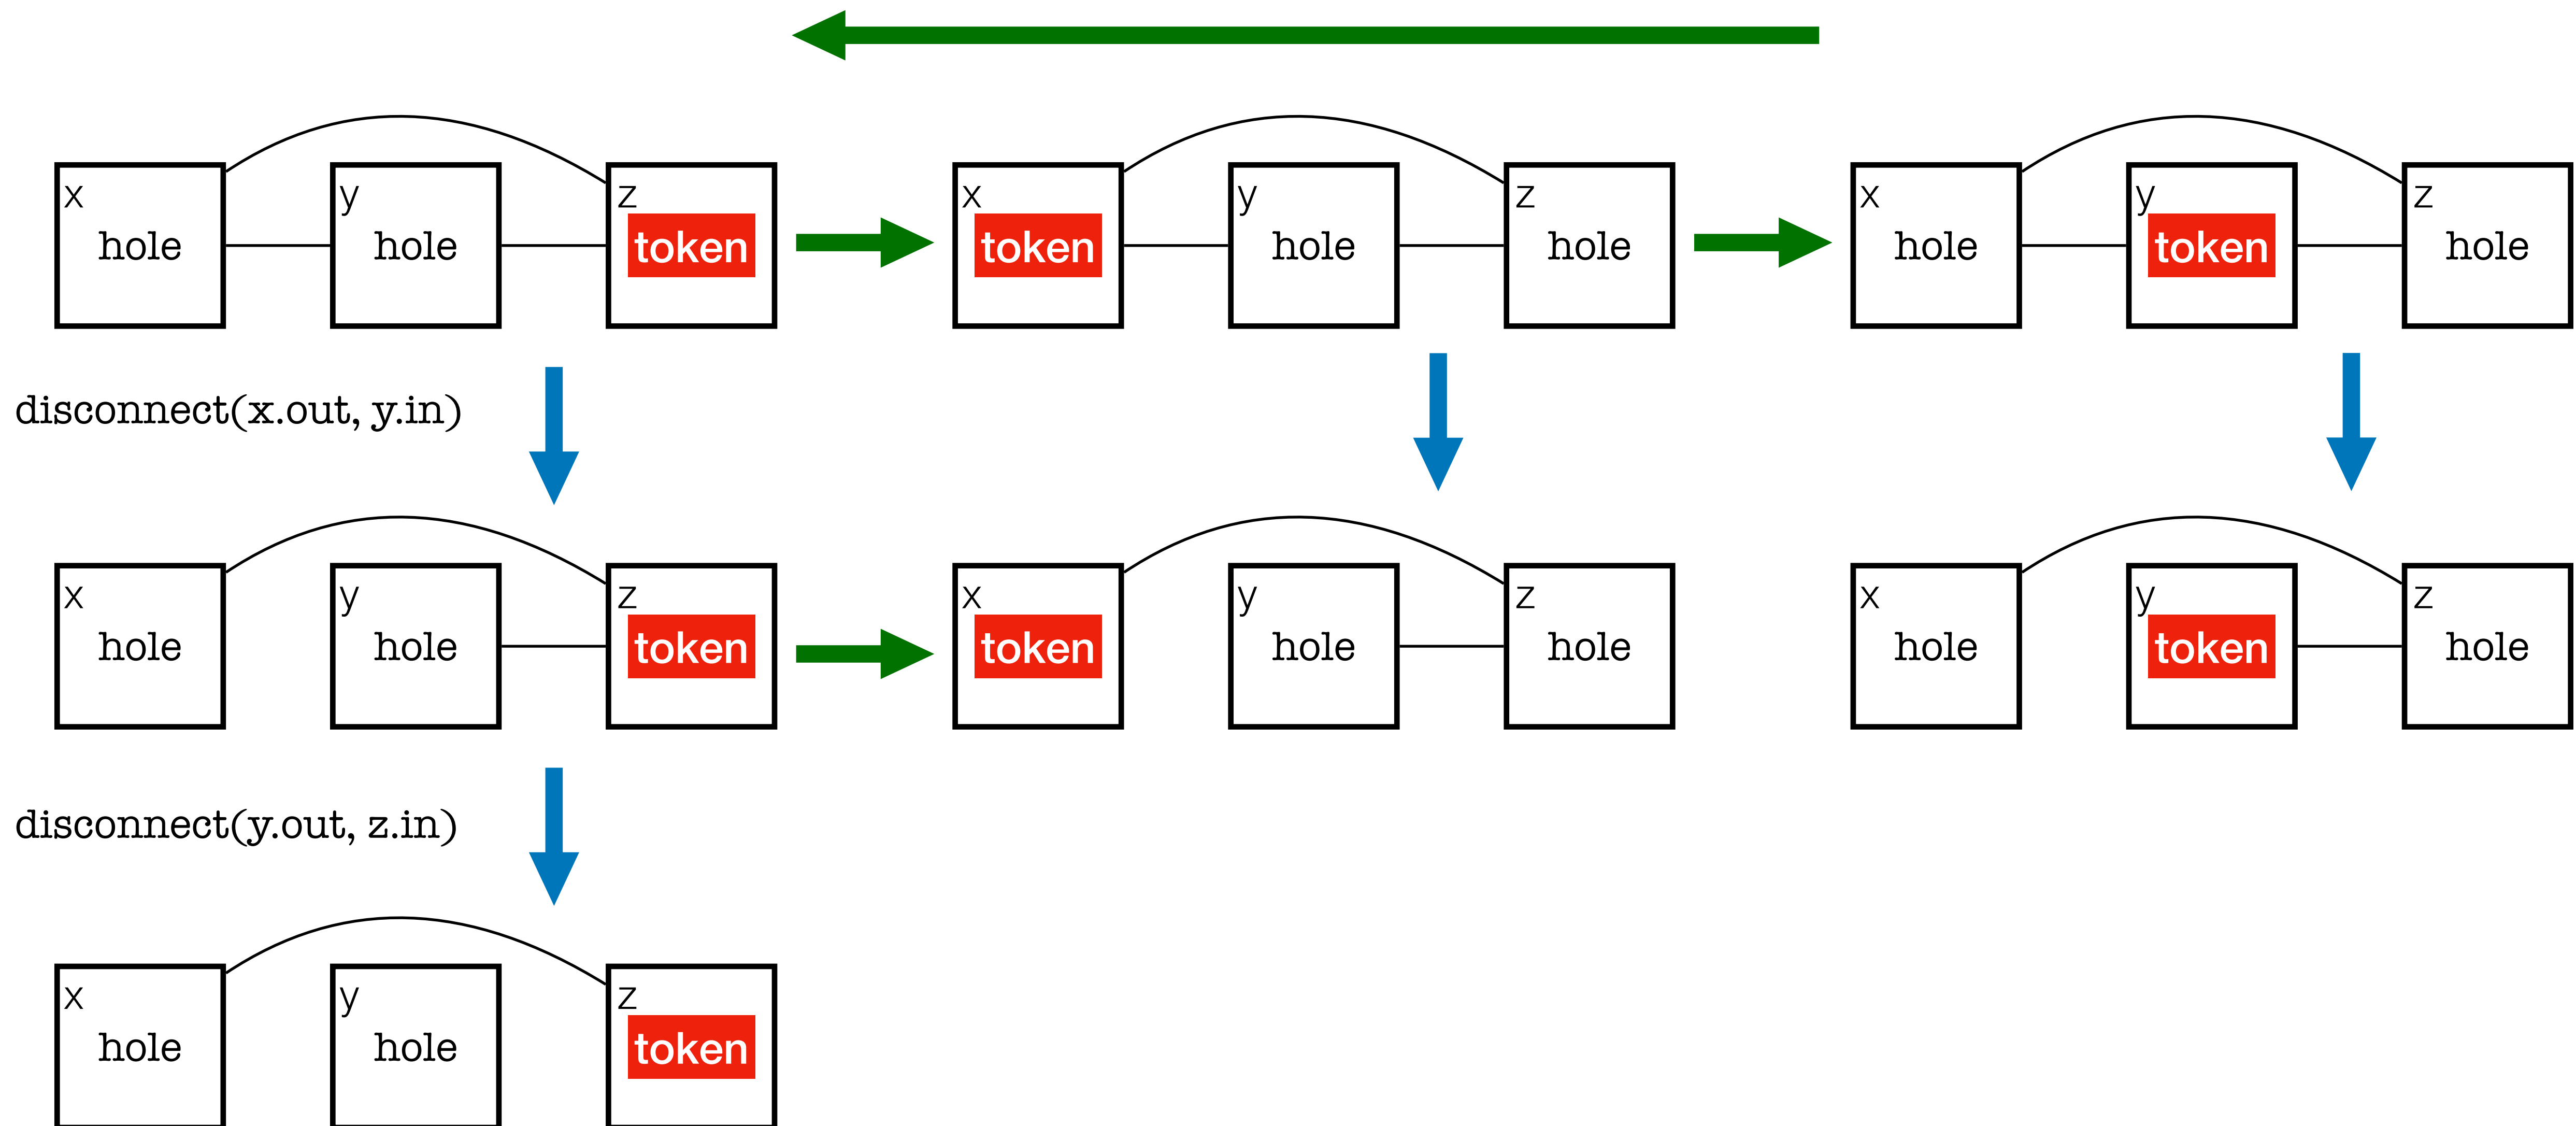 x y z x y z x y z
hole hole token token hole hole hole token hole
disconnect(x.out, y.in)
x y z x y z x y z
hole hole token token hole hole hole token hole
disconnect(y.out, z.in)
x y z
hole hole token